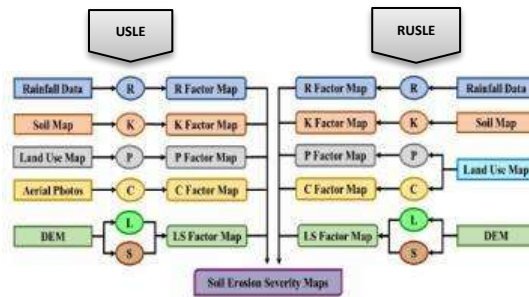 USLE RUSLE
Rainfall Data R R Factor Map R Factor Map R Rainfall Data
Soil Map K K Factor Map K Factor Map K Soil Map
Land Use Map P P Factor Map P Factor Map P
Land Use Map
Aerial Photos C C Factor Map C Factor Map C
L L
DEM LS Factor Map LS Factor Map DEM
S S
Soil Erosion Severity Maps